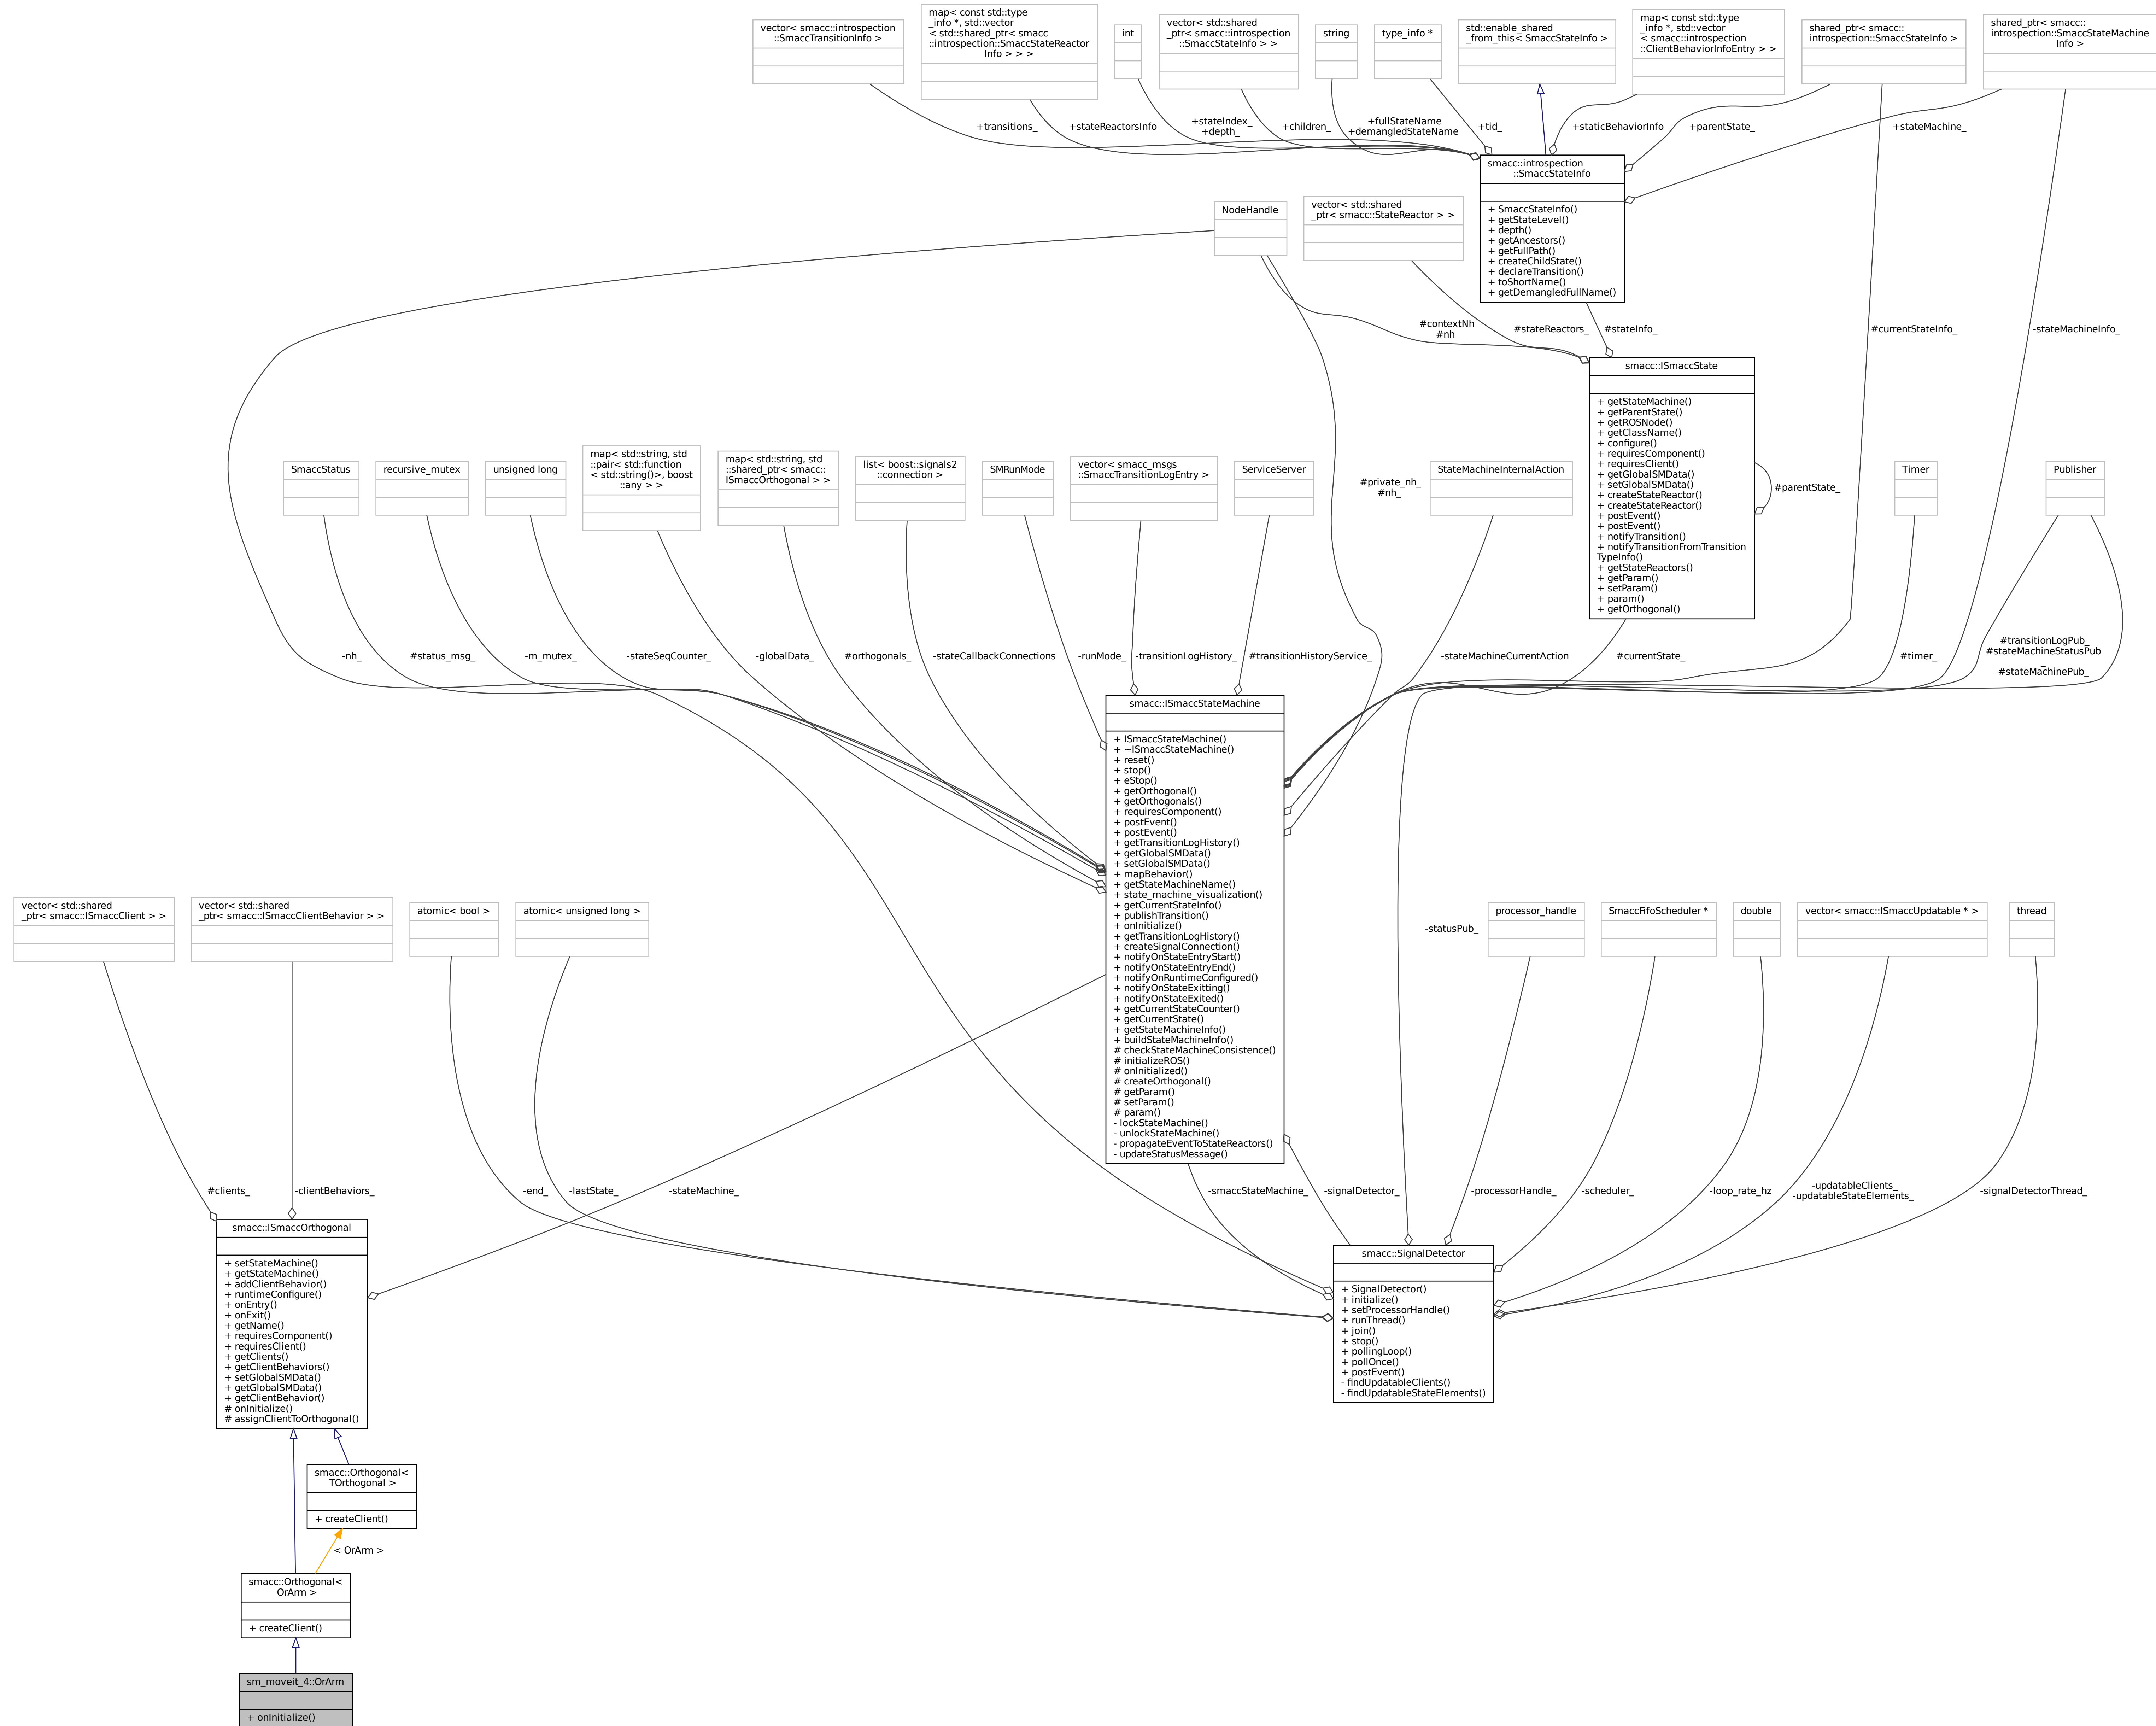 vector< smacc::introspection
::SmaccTransitionInfo >
map< const std::type
_info *, std::vector
< std::shared_ptr< smacc
::introspection::SmaccStateReactor
Info > > >
int
vector< std::shared
_ptr< smacc::introspection
::SmaccStateInfo > >
string
type_info *
std::enable_shared
_from_this< SmaccStateInfo >
map< const std::type
_info *, std::vector
< smacc::introspection
::ClientBehaviorInfoEntry > >
shared_ptr< smacc::
introspection::SmaccStateInfo >
shared_ptr< smacc::
introspection::SmaccStateMachine
Info >
+transitions_
+stateReactorsInfo
+stateIndex_
+depth_
+children_
+fullStateName
+demangledStateName
+tid_
+staticBehaviorInfo
+parentState_
+stateMachine_
smacc::introspection
::SmaccStateInfo
+ SmaccStateInfo()
+ getStateLevel()
+ depth()
+ getAncestors()
+ getFullPath()
+ createChildState()
+ declareTransition()
+ toShortName()
+ getDemangledFullName()
NodeHandle
vector< std::shared
_ptr< smacc::StateReactor > >
#contextNh
#nh
#stateReactors_
#stateInfo_
#currentStateInfo_
-stateMachineInfo_
smacc::ISmaccState
+ getStateMachine()
+ getParentState()
+ getROSNode()
+ getClassName()
+ configure()
+ requiresComponent()
+ requiresClient()
+ getGlobalSMData()
+ setGlobalSMData()
+ createStateReactor()
+ createStateReactor()
+ postEvent()
+ postEvent()
+ notifyTransition()
+ notifyTransitionFromTransition
TypeInfo()
+ getStateReactors()
+ getParam()
+ setParam()
+ param()
+ getOrthogonal()
#parentState_
SmaccStatus
recursive_mutex
unsigned long
map< std::string, std
::pair< std::function
< std::string()>, boost
::any > >
map< std::string, std
::shared_ptr< smacc::
ISmaccOrthogonal > >
list< boost::signals2
::connection >
SMRunMode
vector< smacc_msgs
::SmaccTransitionLogEntry >
ServiceServer
#private_nh_
#nh_
StateMachineInternalAction
Timer
Publisher
-nh_
#status_msg_
-m_mutex_
-stateSeqCounter_
-globalData_
#orthogonals_
-stateCallbackConnections
-runMode_
-transitionLogHistory_
#transitionHistoryService_
-stateMachineCurrentAction
#currentState_
#timer_
#transitionLogPub_
#stateMachineStatusPub
_
#stateMachinePub_
smacc::ISmaccStateMachine
+ ISmaccStateMachine()
+ ~ISmaccStateMachine()
+ reset()
+ stop()
+ eStop()
+ getOrthogonal()
+ getOrthogonals()
+ requiresComponent()
+ postEvent()
+ postEvent()
+ getTransitionLogHistory()
+ getGlobalSMData()
+ setGlobalSMData()
+ mapBehavior()
+ getStateMachineName()
+ state_machine_visualization()
+ getCurrentStateInfo()
+ publishTransition()
+ onInitialize()
+ getTransitionLogHistory()
+ createSignalConnection()
+ notifyOnStateEntryStart()
+ notifyOnStateEntryEnd()
+ notifyOnRuntimeConfigured()
+ notifyOnStateExitting()
+ notifyOnStateExited()
+ getCurrentStateCounter()
+ getCurrentState()
+ getStateMachineInfo()
+ buildStateMachineInfo()
# checkStateMachineConsistence()
# initializeROS()
# onInitialized()
# createOrthogonal()
# getParam()
# setParam()
# param()
- lockStateMachine()
- unlockStateMachine()
- propagateEventToStateReactors()
- updateStatusMessage()
vector< std::shared
_ptr< smacc::ISmaccClient > >
vector< std::shared
_ptr< smacc::ISmaccClientBehavior > >
atomic< bool >
atomic< unsigned long >
-statusPub_
processor_handle
SmaccFifoScheduler *
double
vector< smacc::ISmaccUpdatable * >
thread
#clients_
-clientBehaviors_
-end_
-lastState_
-stateMachine_
-smaccStateMachine_
-signalDetector_
-processorHandle_
-scheduler_
-loop_rate_hz
-updatableClients_
-updatableStateElements_
-signalDetectorThread_
smacc::ISmaccOrthogonal
+ setStateMachine()
+ getStateMachine()
+ addClientBehavior()
+ runtimeConfigure()
+ onEntry()
+ onExit()
+ getName()
+ requiresComponent()
+ requiresClient()
+ getClients()
+ getClientBehaviors()
+ setGlobalSMData()
+ getGlobalSMData()
+ getClientBehavior()
# onInitialize()
# assignClientToOrthogonal()
smacc::SignalDetector
+ SignalDetector()
+ initialize()
+ setProcessorHandle()
+ runThread()
+ join()
+ stop()
+ pollingLoop()
+ pollOnce()
+ postEvent()
- findUpdatableClients()
- findUpdatableStateElements()
smacc::Orthogonal<
TOrthogonal >
+ createClient()
< OrArm >
smacc::Orthogonal<
OrArm >
+ createClient()
sm_moveit_4::OrArm
+ onInitialize()